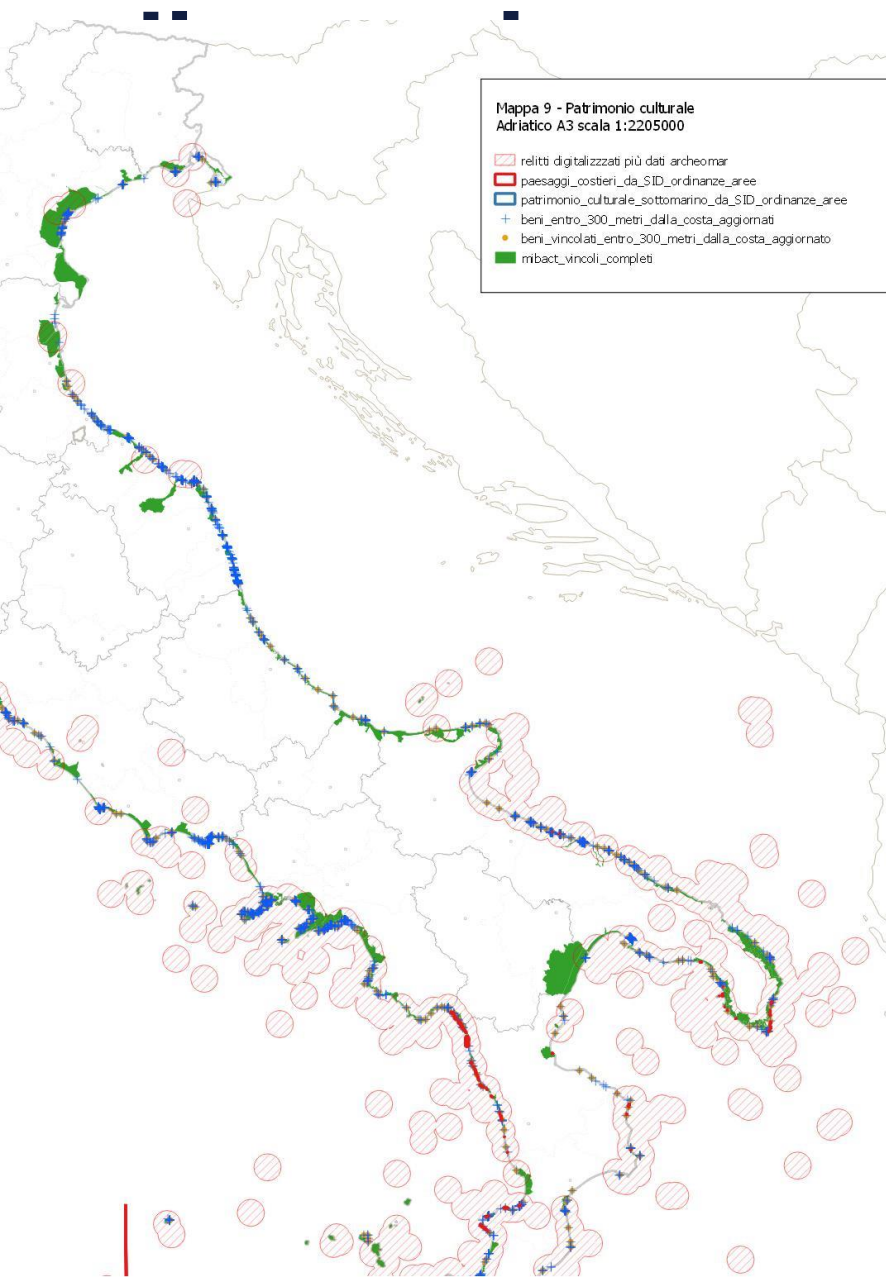 Mappa 9 - Patrimonio culturale
Adriatico A3 scala 1:2205000
relitti digitalizzzati più dati archeomar
paesaggi_costieri_da_SID_ordinanze_aree
patrimonio_culturale_sottomarino_da_SID_ordinanze_aree
beni_entro_300_metri_dalla_costa_aggiornati
beni_vincolati_entro_300_metri_dalla_costa_aggiornato
mibact_vincoli_completi